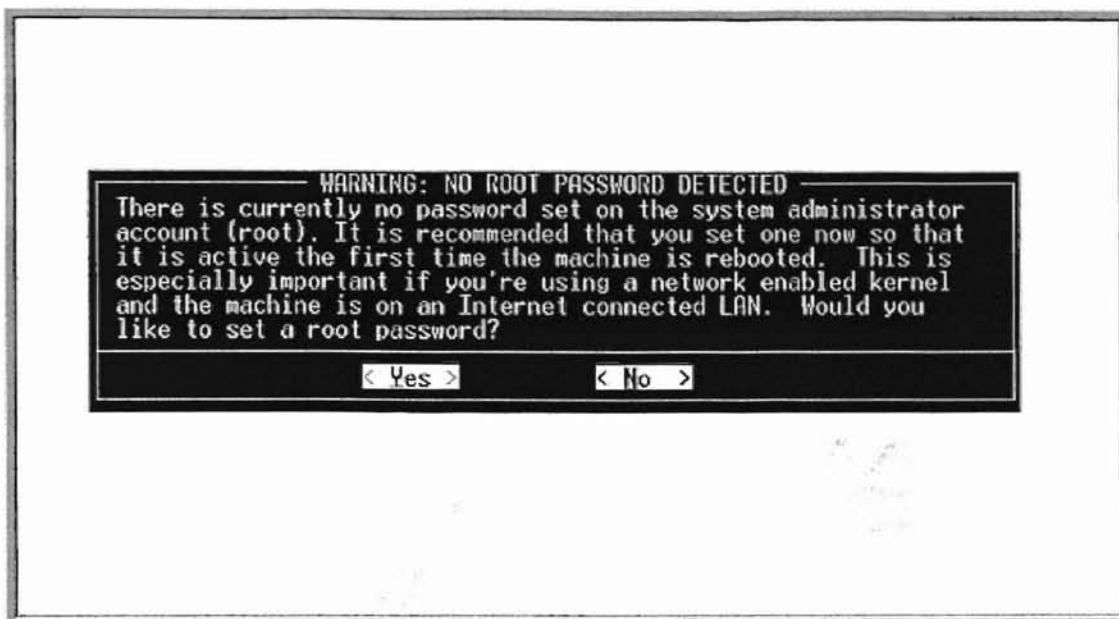 WARNING: NO ROOT PASSWORD DETECTED
There is currently no password set on the system administrator
account (root). It is recommended that you set one now so that
it is active the first time the machine is rebooted.  This is
especially important if you're using a network enabled kernel
and the machine is on an Internet connected LAN.  Would you
like to set a root password?
< Yes > < No >